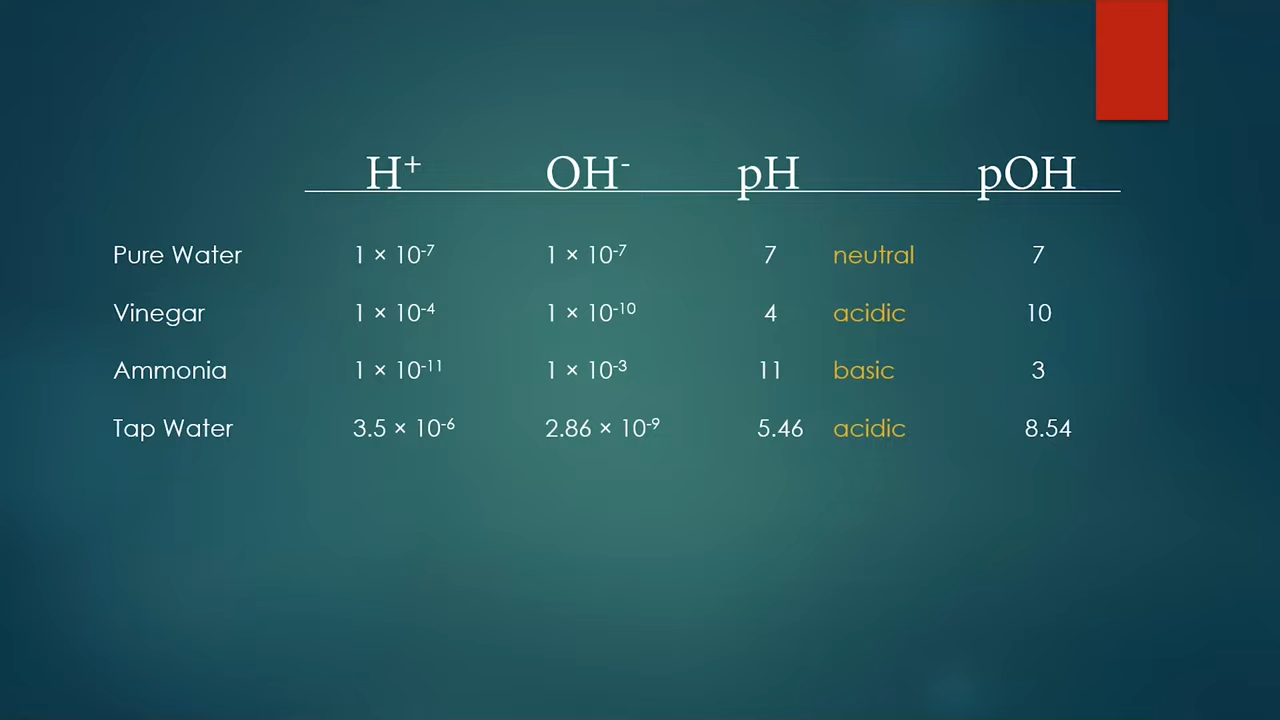 H⁺ OH⁻ pH pOH
Pure Water 1 × 10⁻⁷ 1 × 10⁻⁷ 7 neutral 7
Vinegar 1 × 10⁻⁴ 1 × 10⁻¹⁰ 4 acidic 10
Ammonia 1 × 10⁻¹¹ 1 × 10⁻³ 11 basic 3
Tap Water 3.5 × 10⁻⁶ 2.86 × 10⁻⁹ 5.46 acidic 8.54